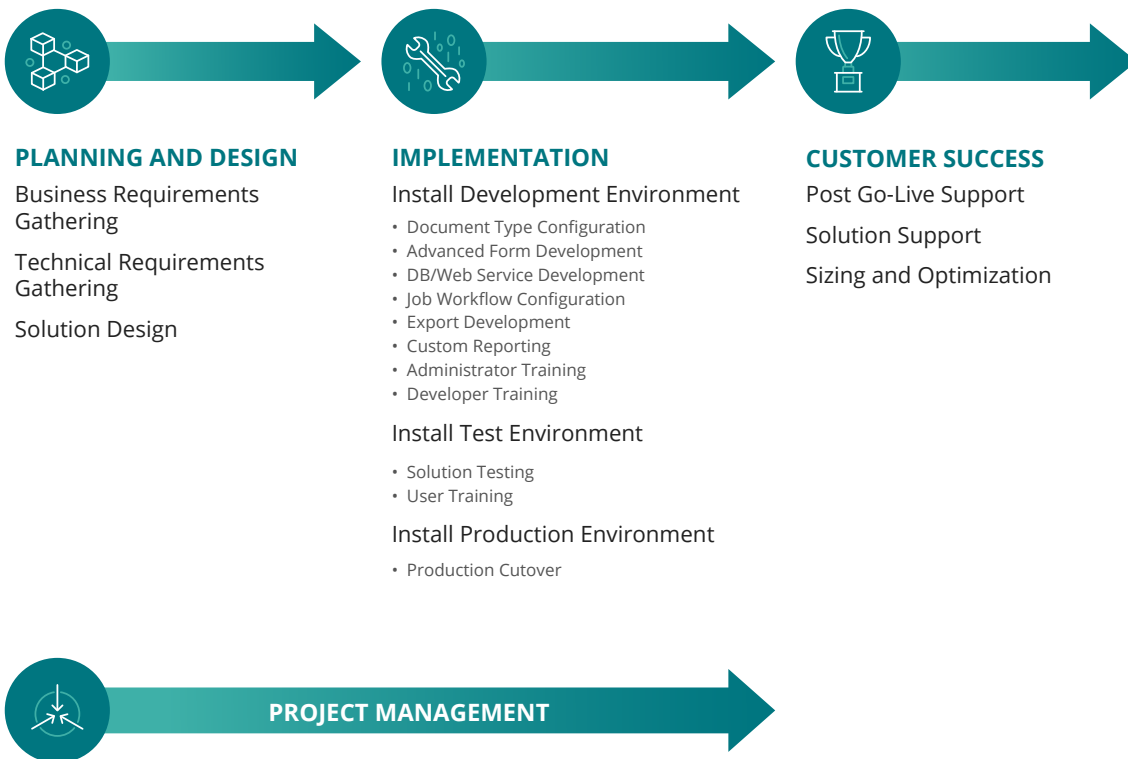 PLANNING AND DESIGN
Business Requirements
Gathering
Technical Requirements
Gathering
Solution Design
IMPLEMENTATION
Install Development Environment
• Document Type Configuration
• Advanced Form Development
• DB/Web Service Development
• Job Workflow Configuration
• Export Development
• Custom Reporting
• Administrator Training
• Developer Training
Install Test Environment
• Solution Testing
• User Training
Install Production Environment
• Production Cutover
CUSTOMER SUCCESS
Post Go-Live Support
Solution Support
Sizing and Optimization
PROJECT MANAGEMENT